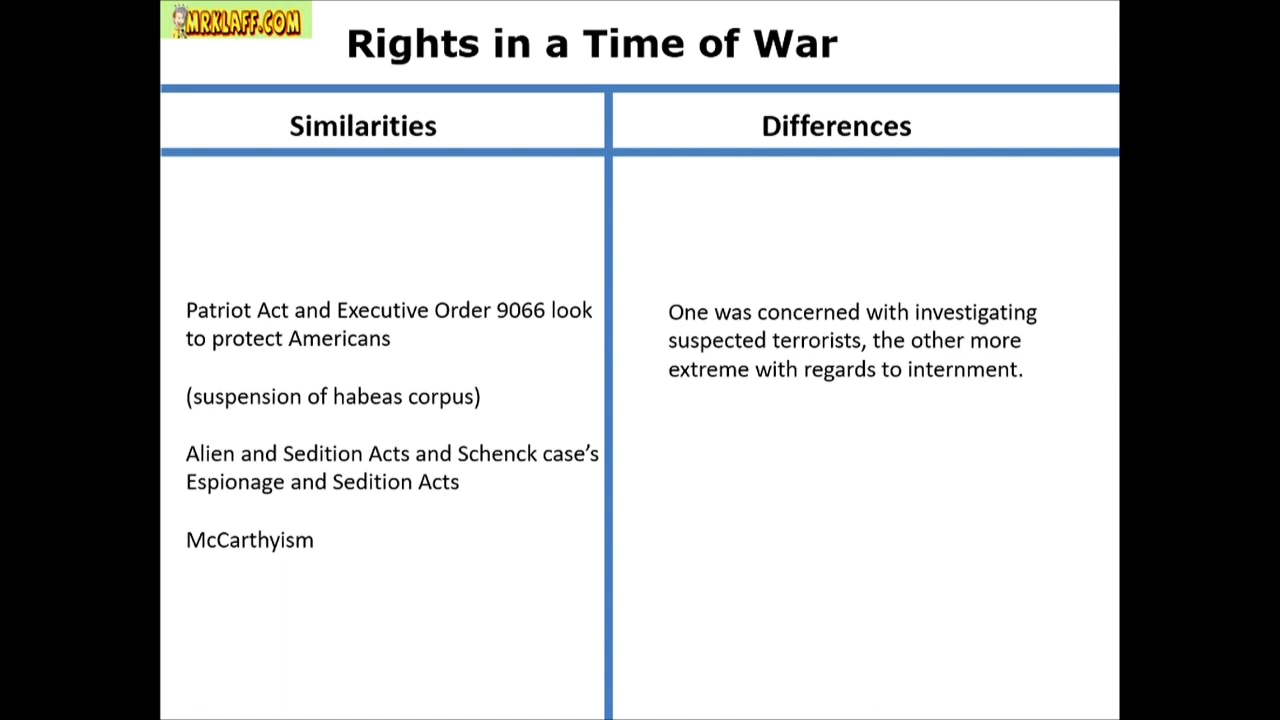 MRKLAFF.COM
Rights in a Time of War
Similarities
Differences
Patriot Act and Executive Order 9066 look
to protect Americans
(suspension of habeas corpus)
Alien and Sedition Acts and Schenck case’s
Espionage and Sedition Acts
McCarthyism
One was concerned with investigating
suspected terrorists, the other more
extreme with regards to internment.